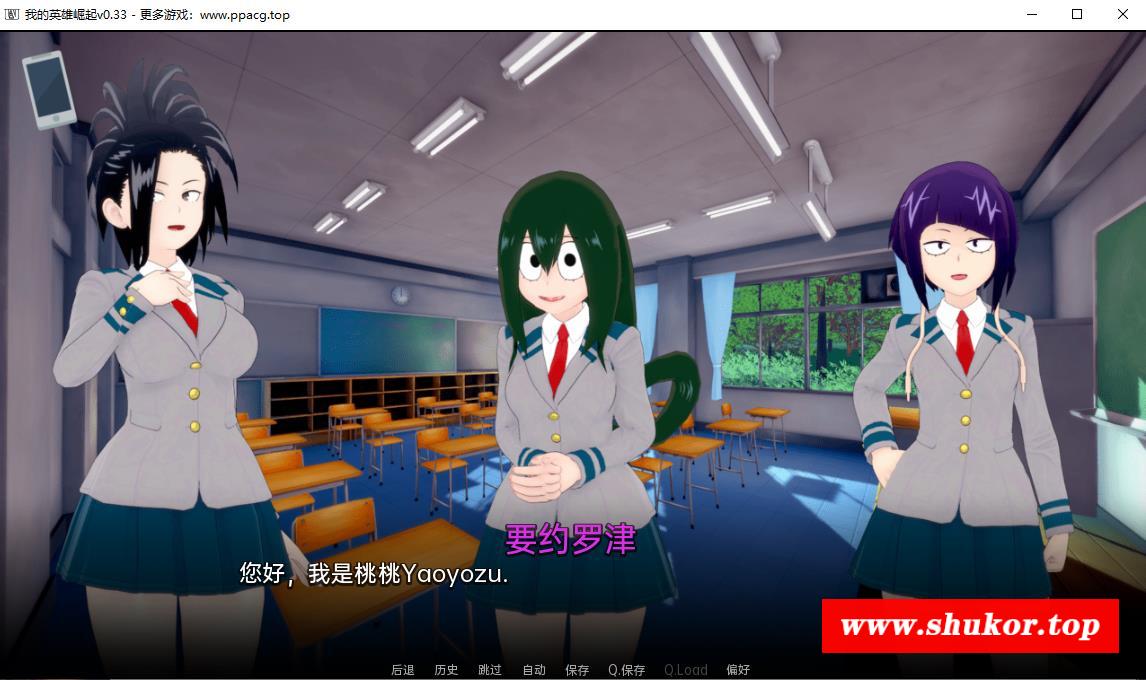 我的英雄崛起v0.33 - 更多游戏：www.ppacg.top
要约罗津
您好，我是桃桃Yaoyozu.
www.shukor.top
后退 历史 跳过 自动 保存 Q.保存 Q.Load 偏好